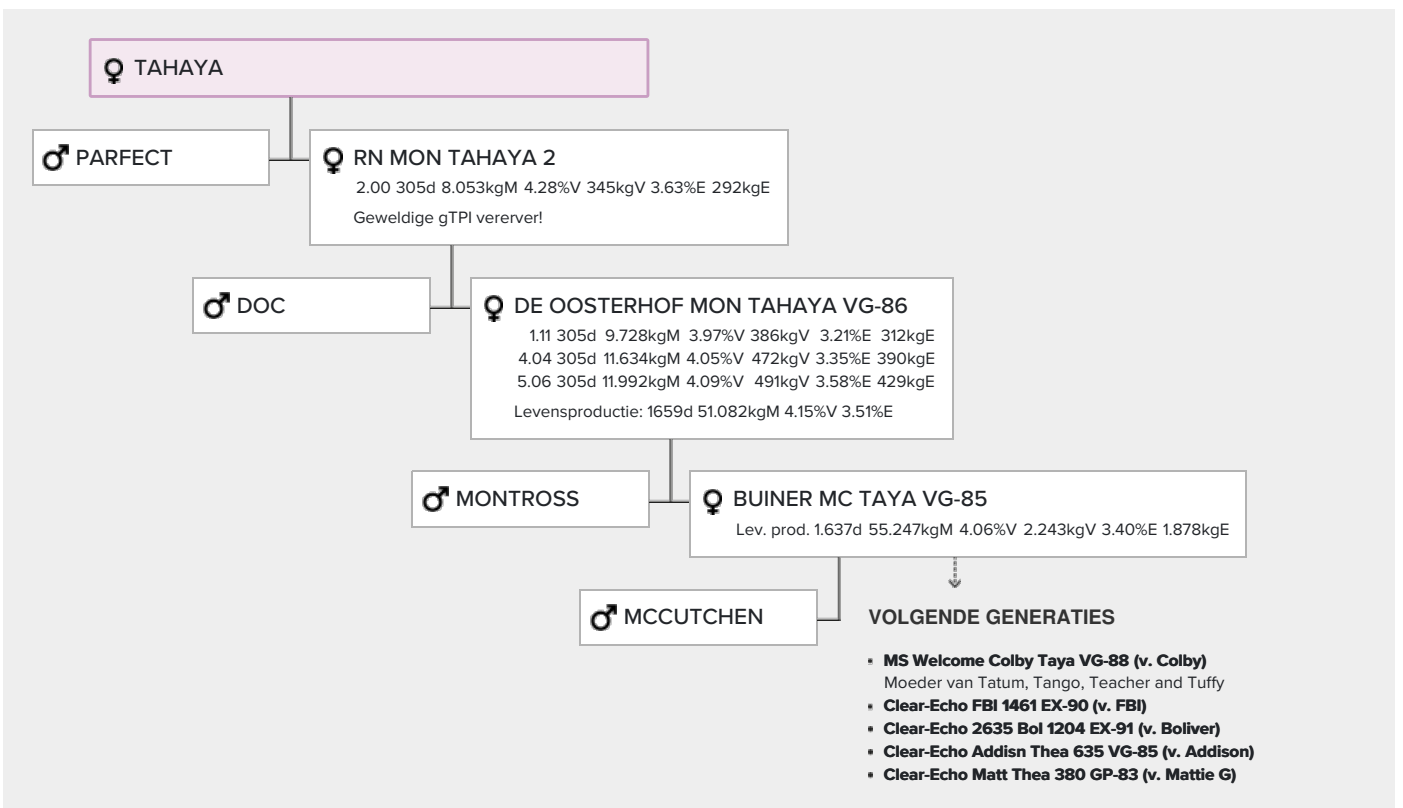 TAHAYA
PARFECT
RN MON TAHAYA 2
2.00 305d 8.053kgM 4.28%V 345kgV 3.63%E 292kgE
Geweldige gTPI vererver!
DOC
DE OOSTERHOF MON TAHAYA VG-86
1.11 305d 9.728kgM 3.97%V 386kgV 3.21%E 312kgE
4.04 305d 11.634kgM 4.05%V 472kgV 3.35%E 390kgE
5.06 305d 11.992kgM 4.09%V 491kgV 3.58%E 429kgE
Levensproductie: 1659d 51.082kgM 4.15%V 3.51%E
MONTROSS
BUINER MC TAYA VG-85
Lev. prod. 1.637d 55.247kgM 4.06%V 2.243kgV 3.40%E 1.878kgE
MCCUTCHEN
VOLGENDE GENERATIES
• MS Welcome Colby Taya VG-88 (v. Colby)
Moeder van Tatum, Tango, Teacher and Tuffy
• Clear-Echo FBI 1461 EX-90 (v. FBI)
• Clear-Echo 2635 Bol 1204 EX-91 (v. Boliver)
• Clear-Echo Addisn Thea 635 VG-85 (v. Addison)
• Clear-Echo Matt Thea 380 GP-83 (v. Mattie G)